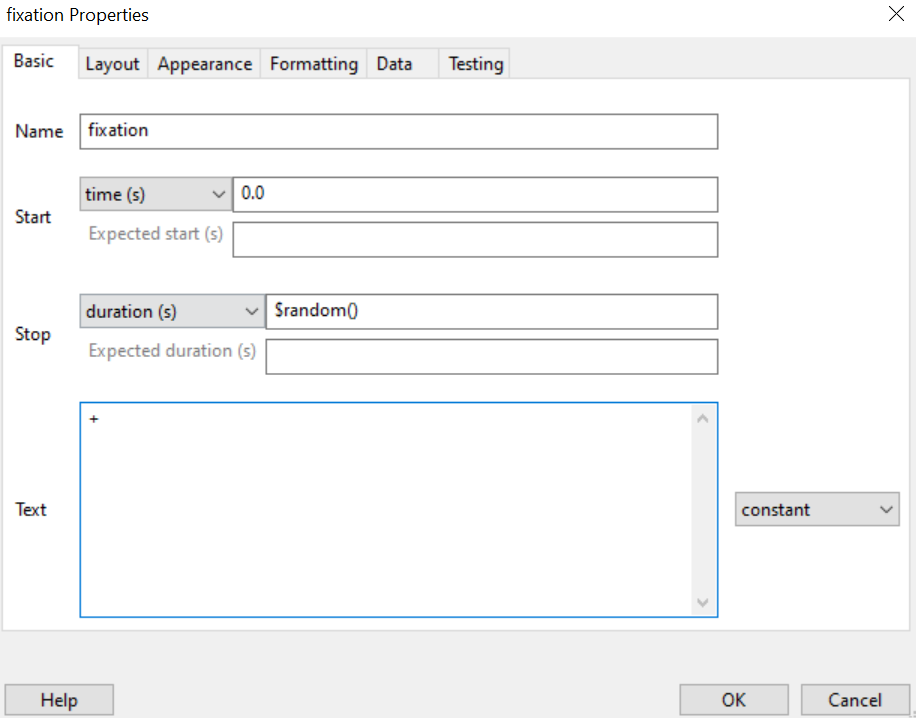 fixation Properties
Basic Layout Appearance Formatting Data Testing
Name fixation
Start time (s) 0.0
Expected start (s)
Stop duration (s) $random()
Expected duration (s)
+
Text constant
Help OK Cancel